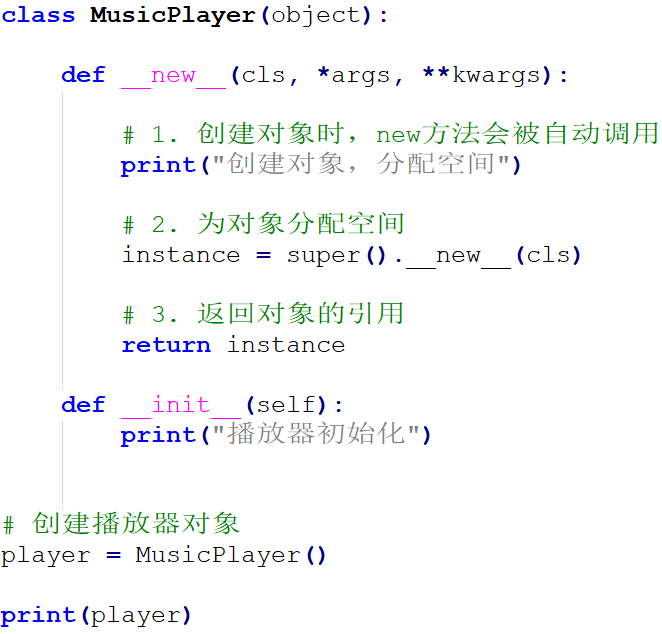 class MusicPlayer(object):
def __new__(cls, *args, **kwargs):
# 1. 创建对象时，new方法会被自动调用
print("创建对象，分配空间")
# 2. 为对象分配空间
instance = super().__new__(cls)
# 3. 返回对象的引用
return instance
def __init__(self):
print("播放器初始化")
# 创建播放器对象
player = MusicPlayer()
print(player)